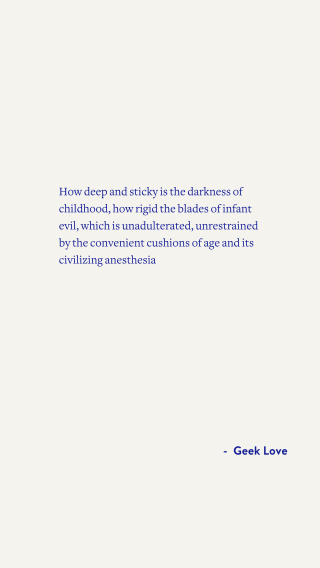 How deep and sticky is the darkness of
childhood, how rigid the blades of infant
evil, which is unadulterated, unrestrained
by the convenient cushions of age and its
civilizing anesthesia
- Geek Love